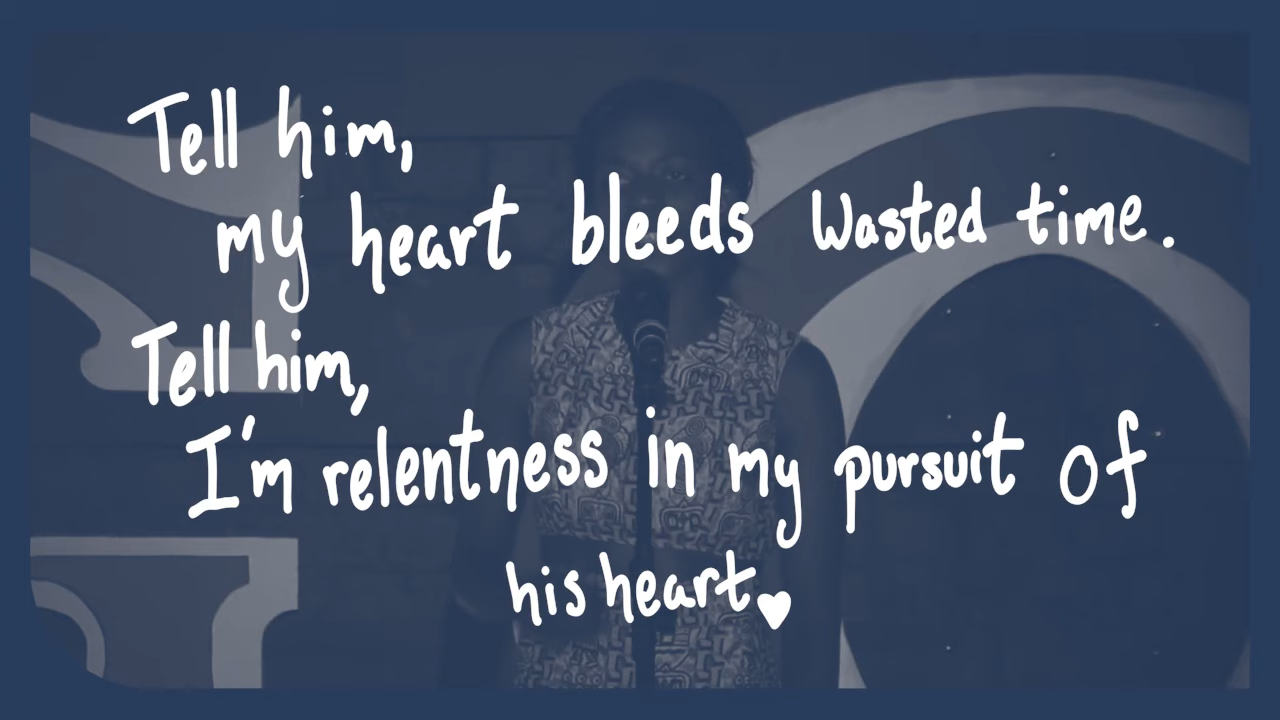 Tell him,
my heart bleeds Wasted time.
Tell him,
I'm relentness in my pursuit of
his heart